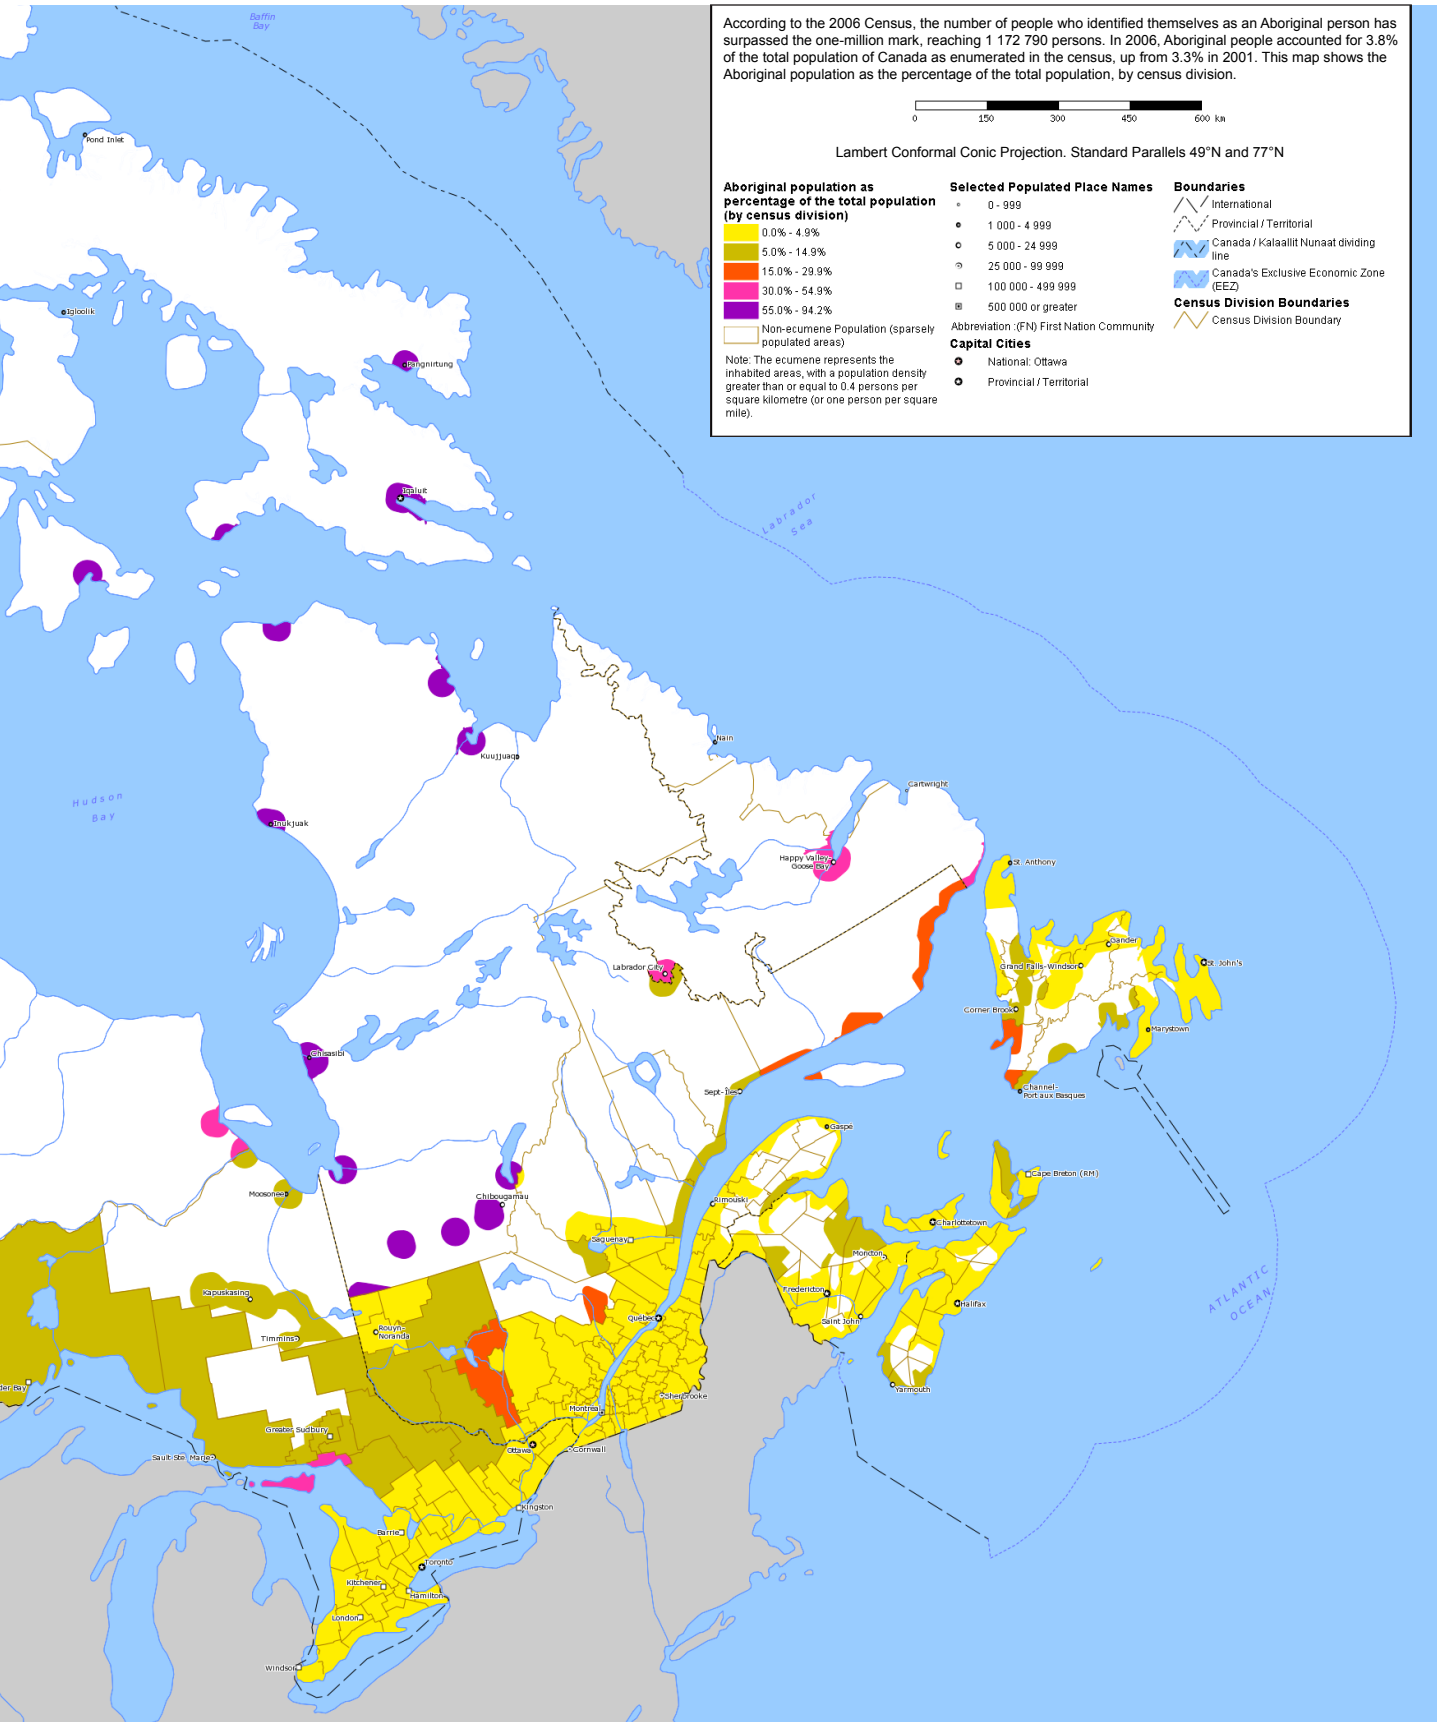 According to the 2006 Census, the number of people who identified themselves as an Aboriginal person has
surpassed the one-million mark, reaching 1 172 790 persons. In 2006, Aboriginal people accounted for 3.8%
of the total population of Canada as enumerated in the census, up from 3.3% in 2001. This map shows the
Aboriginal population as the percentage of the total population, by census division.
0 150 300 450 600 km
Lambert Conformal Conic Projection. Standard Parallels 49°N and 77°N
Aboriginal population as
percentage of the total population
(by census division)
0.0% - 4.9%
5.0% - 14.9%
15.0% - 29.9%
30.0% - 54.9%
55.0% - 94.2%
Non-ecumene Population (sparsely
populated areas)
Note: The ecumene represents the
inhabited areas, with a population density
greater than or equal to 0.4 persons per
square kilometre (or one person per square
mile).
Selected Populated Place Names
0 - 999
1 000 - 4 999
5 000 - 24 999
25 000 - 99 999
100 000 - 499 999
500 000 or greater
Abbreviation :(FN) First Nation Community
Capital Cities
National: Ottawa
Provincial / Territorial
Boundaries
International
Provincial / Territorial
Canada / Kalaallit Nunaat dividing
line
Canada's Exclusive Economic Zone
(EEZ)
Census Division Boundaries
Census Division Boundary
Baffin
Bay
Pond Inlet
Igloolik
Pangnirtung
Iqaluit
Labrador
Sea
Kuujjuaq
Nain
Cartwright
Hudson
Bay
Inukjuak
Happy Valley-
Goose Bay
St. Anthony
Gander
Grand Falls-Windsor
St. John's
Labrador City
Corner Brook
Marystown
Chisasibi
Sept-Îles
Channel-
Port aux Basques
Gaspé
Cape Breton (RM)
Moosonee
Chibougamau
Rimouski
Charlottetown
Saguenay
Moncton
Kapuskasing
Fredericton
Halifax
ATLANTIC
OCEAN
Timmins
Rouyn-
Noranda
Québec
Saint John
der Bay
Yarmouth
Sherbrooke
Montréal
Greater Sudbury
Sault Ste. Marie
Ottawa
Cornwall
Kingston
Barrie
Toronto
Kitchener
Hamilton
London
Windsor